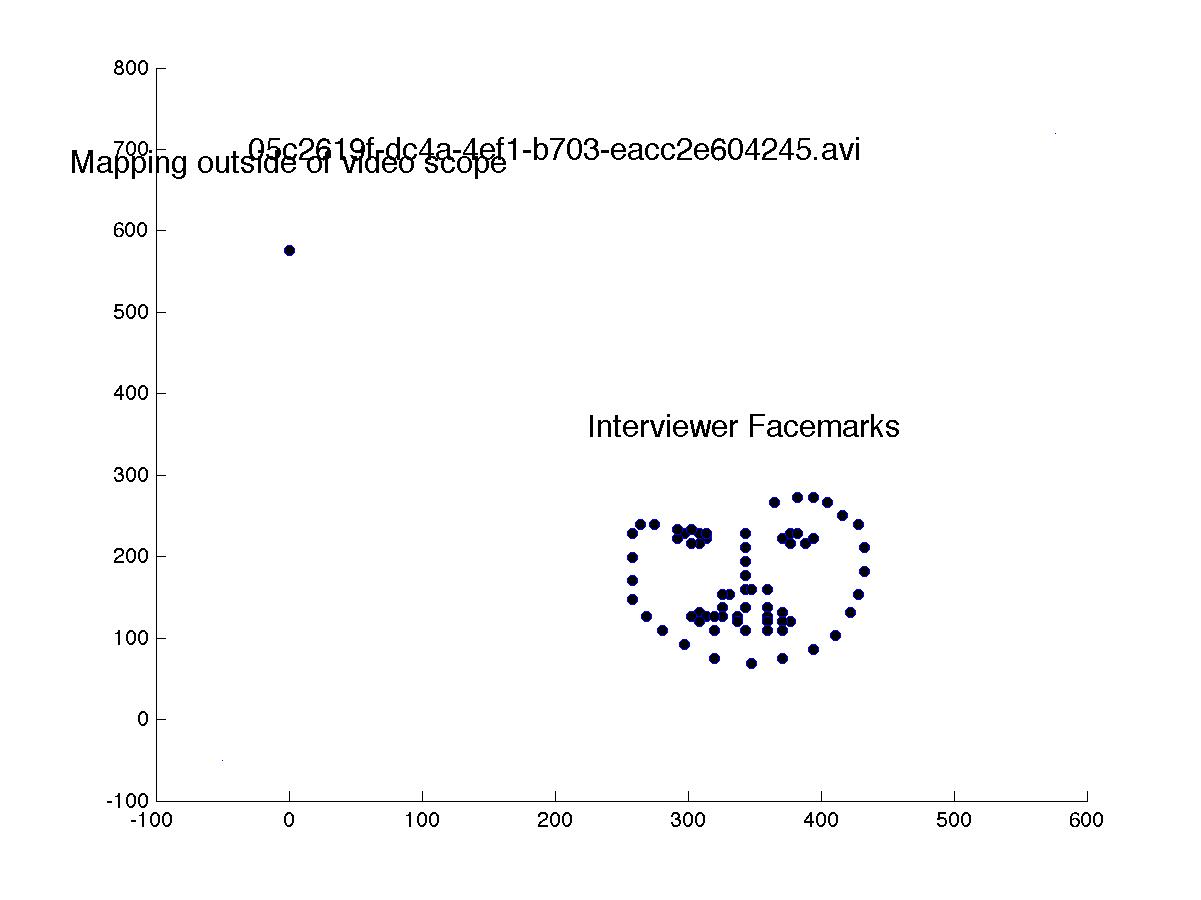 800
700
05c2619f-dc4a-4ef1-b703-eacc2e604245.avi
Mapping outside of video scope
600
500
400
Interviewer Facemarks
300
200
100
0
-100
-100 0 100 200 300 400 500 600